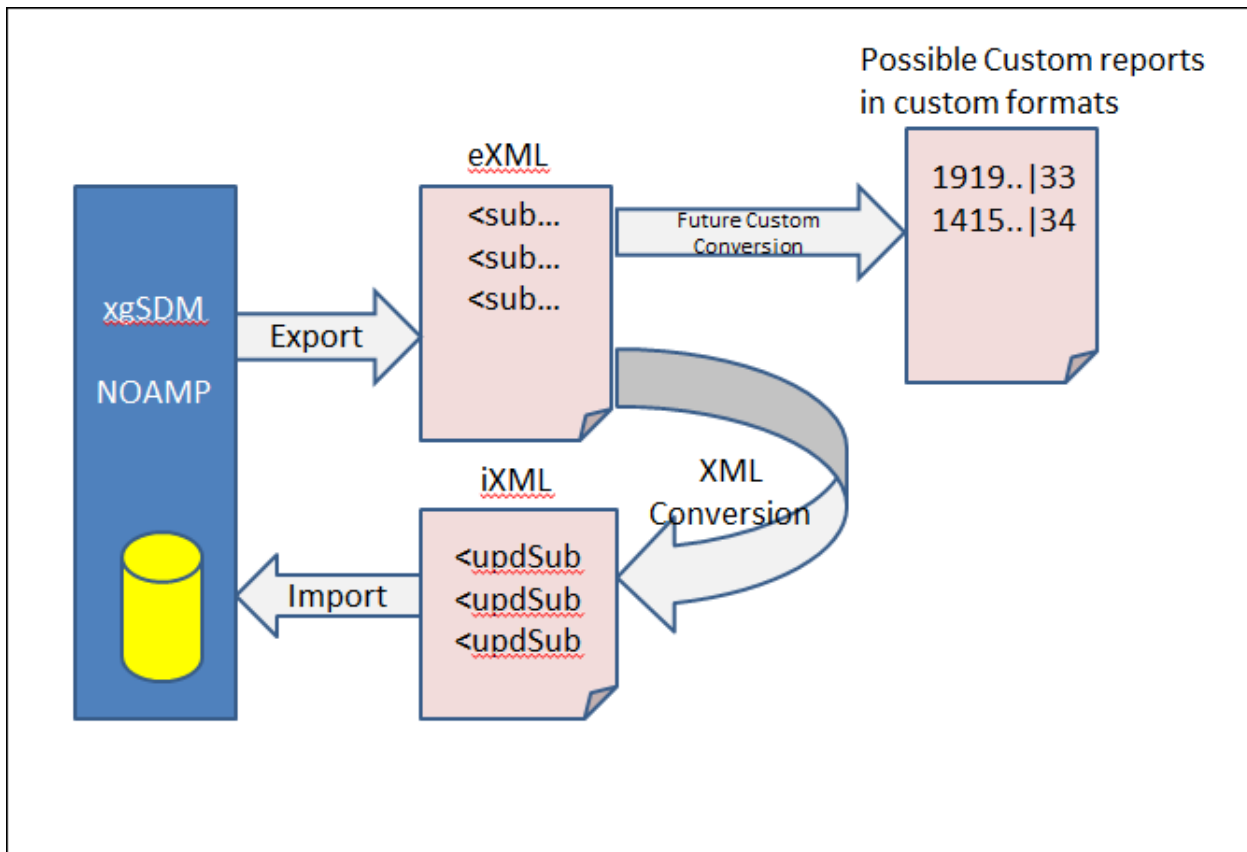 Possible Custom reports
in custom formats
eXML
1919..|33
1415..|34
<sub...
<sub...
<sub...
Future Custom
Conversion
xgSDM
NOAMP
Export
iXML
XML
Conversion
<updSub
<updSub
<updSub
Import